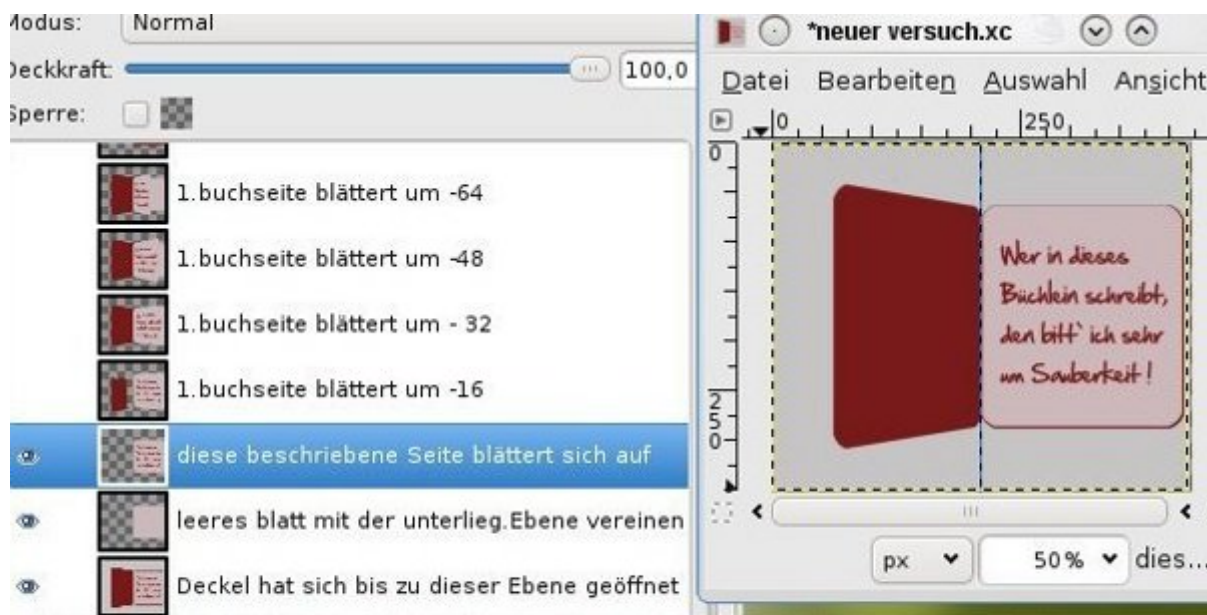 Modus: Normal
Deckkraft: 100,0
Sperre:
1.buchseite blättert um -64
1.buchseite blättert um -48
1.buchseite blättert um - 32
1.buchseite blättert um -16
diese beschriebene Seite blättert sich auf
leeres blatt mit der unterlieg.Ebene vereinen
Deckel hat sich bis zu dieser Ebene geöffnet
*neuer versuch.xc
Datei Bearbeiten Auswahl Ansicht
0 250
0
250
Wer in dieses
Büchlein schreibt,
den bitt` ich sehr
um Sauberkeit!
px 50% dies...